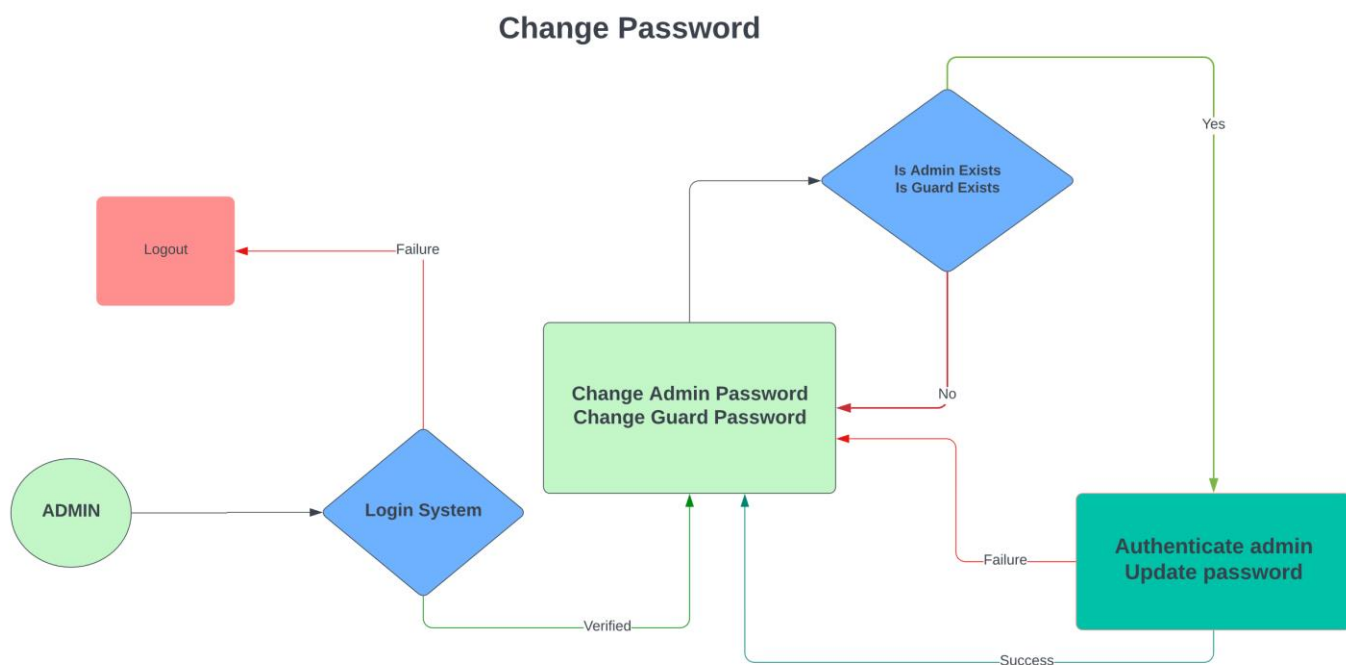 Change Password
Yes
Is Admin Exists
Is Guard Exists
Logout
Failure
Change Admin Password
Change Guard Password
No
ADMIN
Login System
Authenticate admin
Update password
Failure
Verified
Success